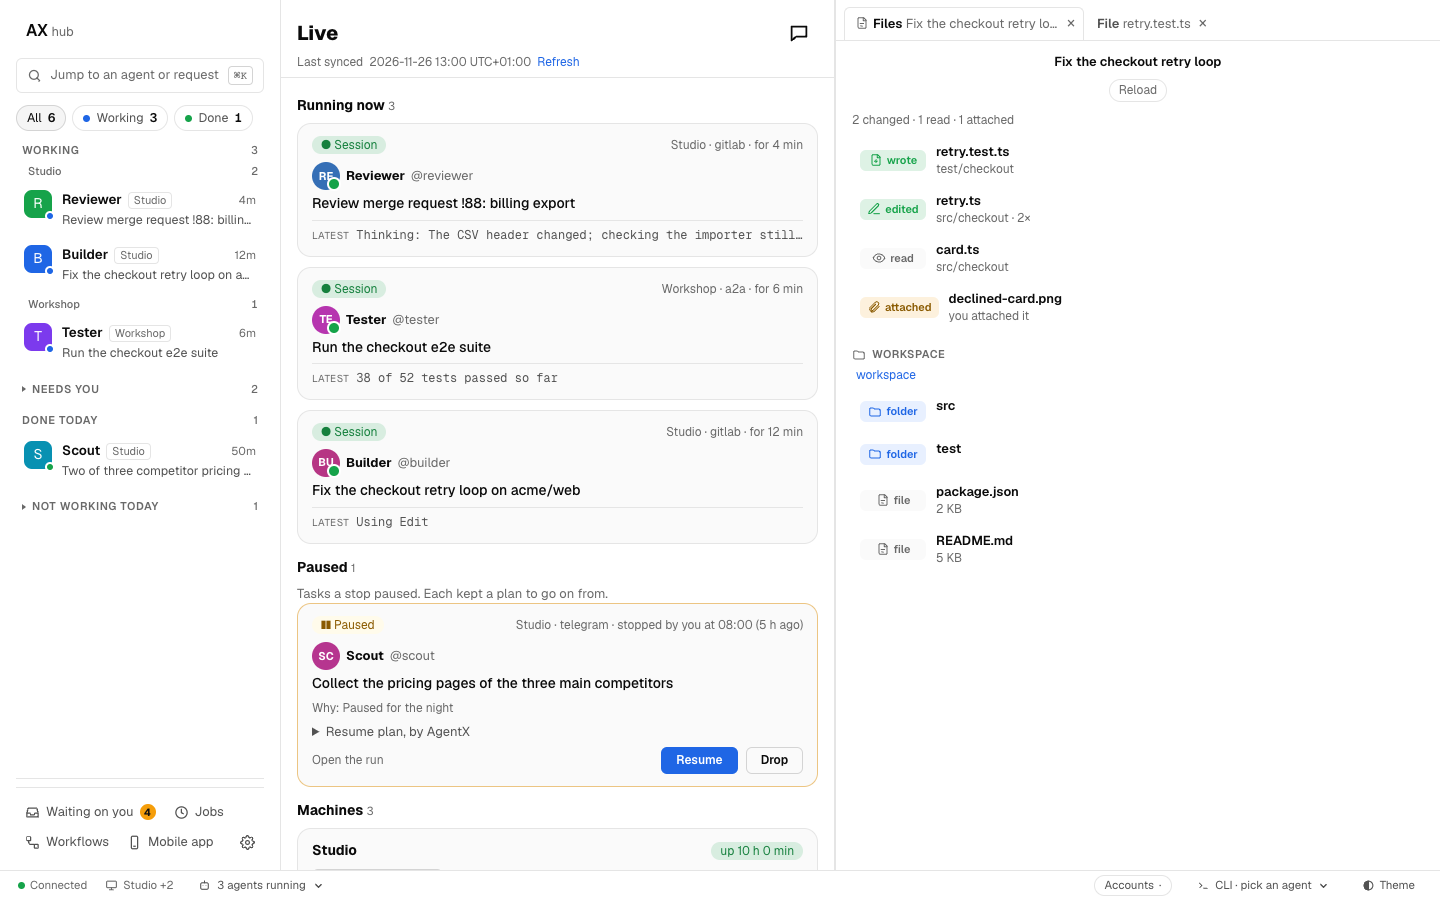 AX hub
Jump to an agent or request ⌘K
All 6 Working 3 Done 1
WORKING 3
Studio 2
R Reviewer Studio 4m
Review merge request !88: billin...
B Builder Studio 12m
Fix the checkout retry loop on a...
Workshop 1
T Tester Workshop 6m
Run the checkout e2e suite
NEEDS YOU 2
DONE TODAY 1
S Scout Studio 50m
Two of three competitor pricing ...
NOT WORKING TODAY 1
Waiting on you 4 Jobs
Workflows Mobile app
Live
Last synced 2026-11-26 13:00 UTC+01:00 Refresh
Running now 3
Session Studio · gitlab · for 4 min
RE Reviewer @reviewer
Review merge request !88: billing export
LATEST Thinking: The CSV header changed; checking the importer still...
Session Workshop · a2a · for 6 min
TE Tester @tester
Run the checkout e2e suite
LATEST 38 of 52 tests passed so far
Session Studio · gitlab · for 12 min
BU Builder @builder
Fix the checkout retry loop on acme/web
LATEST Using Edit
Paused 1
Tasks a stop paused. Each kept a plan to go on from.
Paused Studio · telegram · stopped by you at 08:00 (5 h ago)
SC Scout @scout
Collect the pricing pages of the three main competitors
Why: Paused for the night
Resume plan, by AgentX
Open the run Resume Drop
Machines 3
Studio up 10 h 0 min
Files Fix the checkout retry lo... × File retry.test.ts ×
Fix the checkout retry loop
Reload
2 changed · 1 read · 1 attached
wrote retry.test.ts
test/checkout
edited retry.ts
src/checkout · 2×
read card.ts
src/checkout
attached declined-card.png
you attached it
WORKSPACE
workspace
folder src
folder test
file package.json
2 KB
file README.md
5 KB
Connected Studio +2 3 agents running
Accounts · CLI · pick an agent Theme